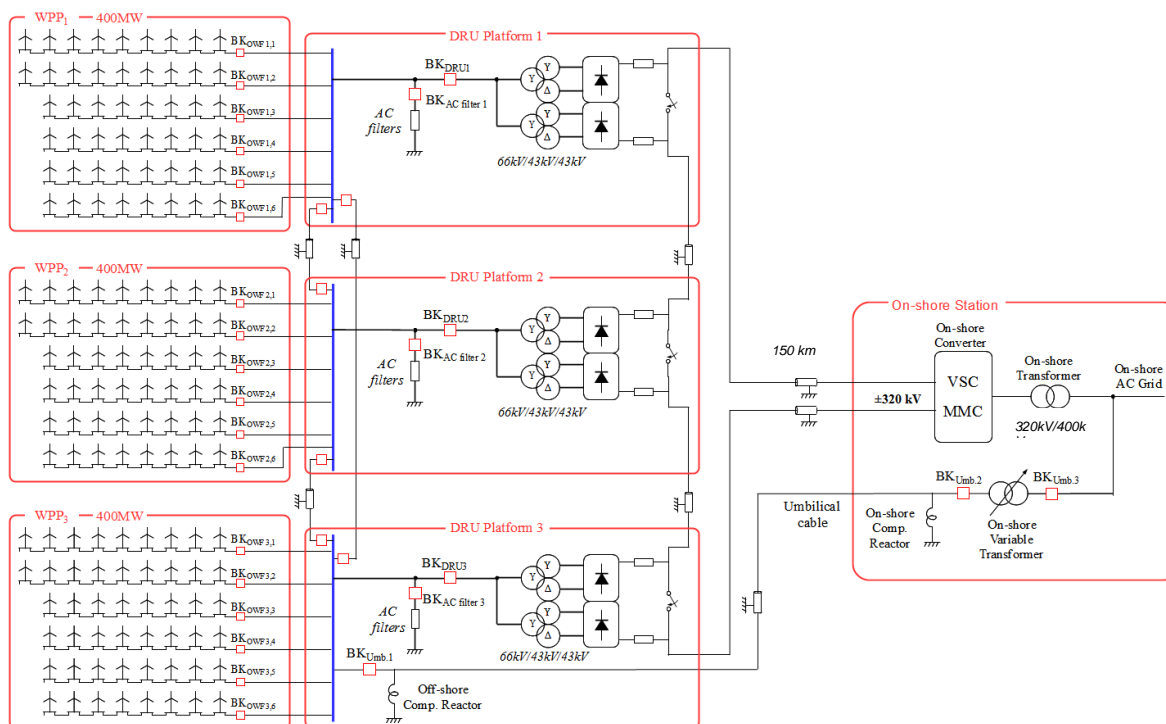 WPP1 400MW
BKOWF1,1
BKOWF1,2
BKOWF1,3
BKOWF1,4
BKOWF1,5
BKOWF1,6
DRU Platform 1
BKDRU1
BKAC filter 1
AC
filters
Y
Y
Δ
Y
Y
Δ
66kV/43kV/43kV
WPP2 400MW
BKOWF2,1
BKOWF2,2
BKOWF2,3
BKOWF2,4
BKOWF2,5
BKOWF2,6
DRU Platform 2
BKDRU2
BKAC filter 2
AC
filters
Y
Y
Δ
Y
Y
Δ
66kV/43kV/43kV
WPP3 400MW
BKOWF3,1
BKOWF3,2
BKOWF3,3
BKOWF3,4
BKOWF3,5
BKOWF3,6
DRU Platform 3
BKDRU3
BKAC filter 3
AC
filters
Y
Y
Δ
Y
Y
Δ
66kV/43kV/43kV
BKUmb.1
Off-shore
Comp. Reactor
150 km
±320 kV
Umbilical
cable
On-shore Station
On-shore
Converter
VSC
MMC
On-shore
Transformer
320kV/400k
On-shore
AC Grid
BKUmb.2
BKUmb.3
On-shore
Comp.
Reactor
On-shore
Variable
Transformer